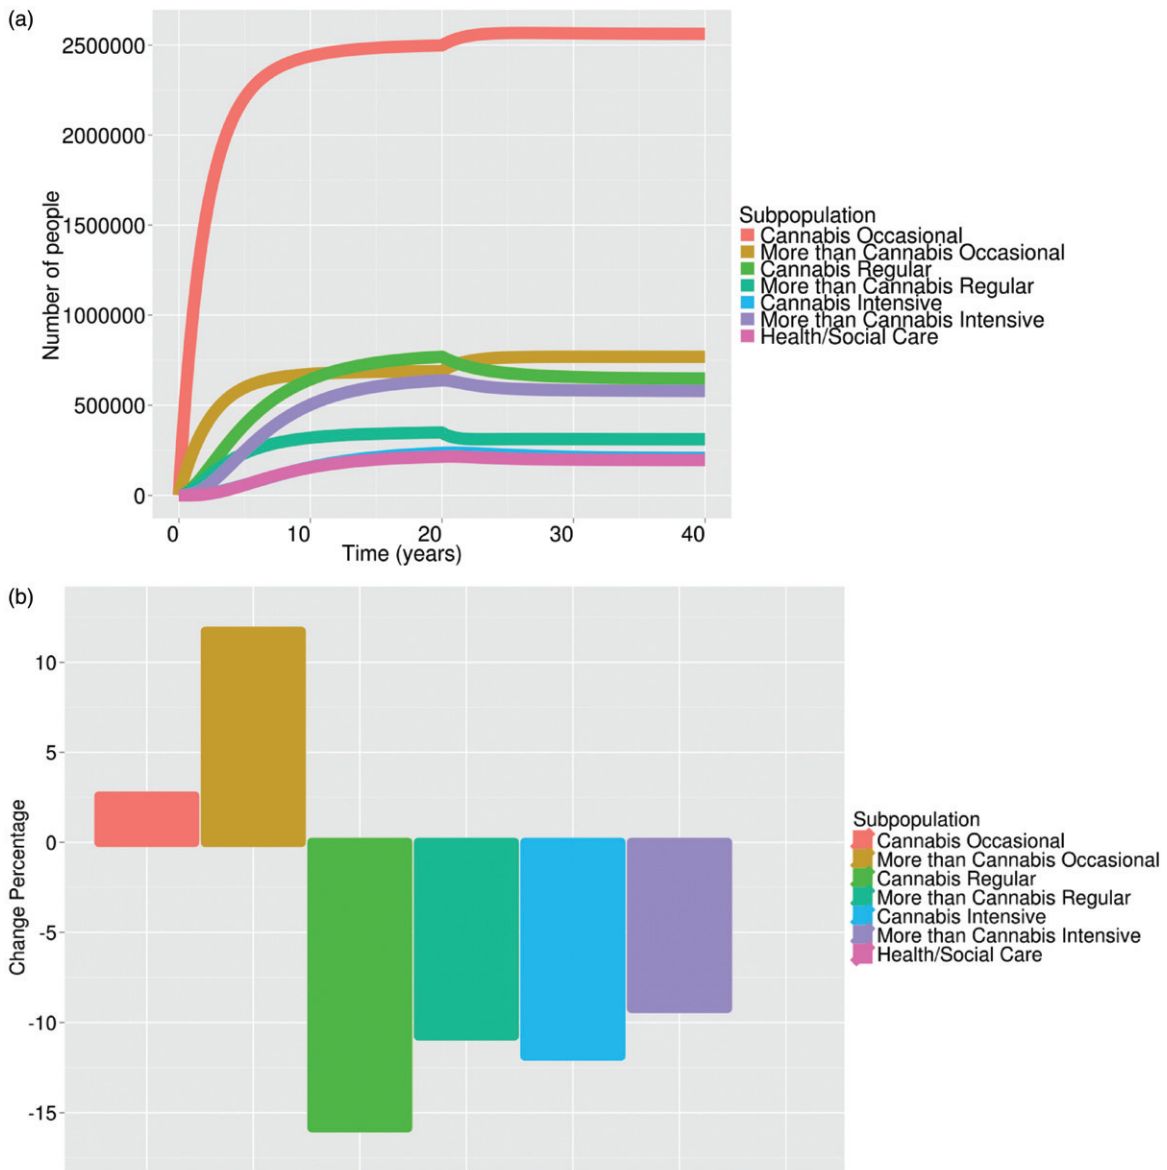 (a)
2500000
2000000
1500000
1000000
500000
0
Number of people
0 10 20 30 40
Time (years)
Subpopulation
Cannabis Occasional
More than Cannabis Occasional
Cannabis Regular
More than Cannabis Regular
Cannabis Intensive
More than Cannabis Intensive
Health/Social Care
(b)
10
5
0
-5
-10
-15
Change Percentage
Subpopulation
Cannabis Occasional
More than Cannabis Occasional
Cannabis Regular
More than Cannabis Regular
Cannabis Intensive
More than Cannabis Intensive
Health/Social Care